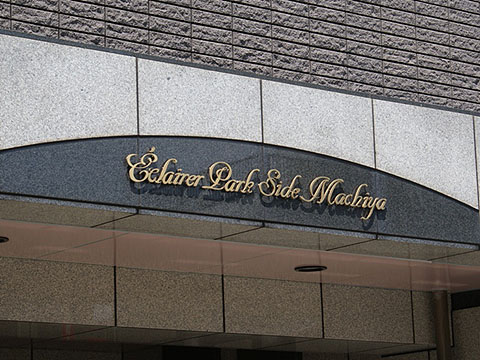 Éclairer Park Side Machiya